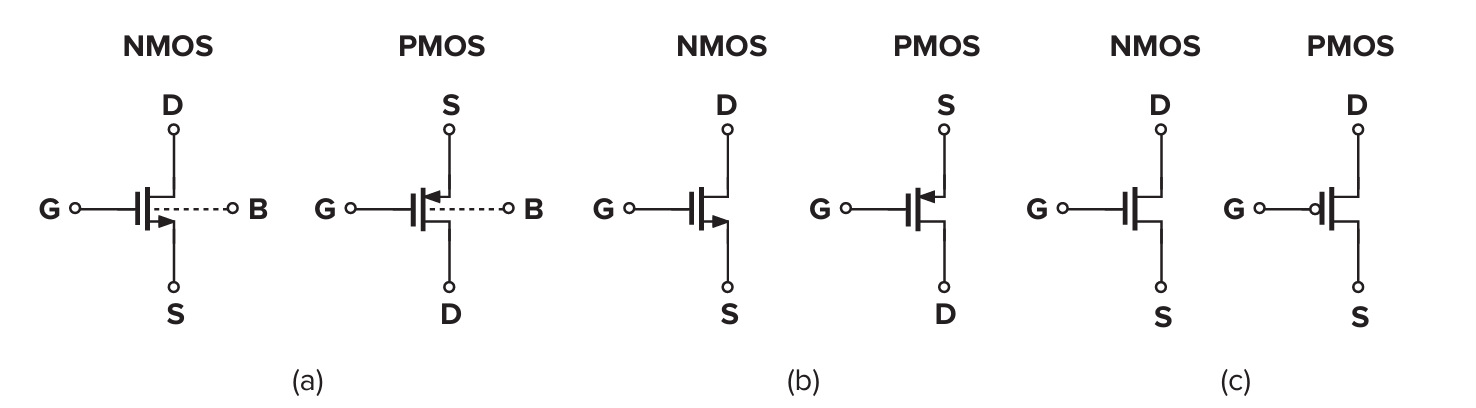 NMOS PMOS NMOS PMOS NMOS PMOS
D S D S D D
G B G B G G G G
S D S D S S
(a) (b) (c)